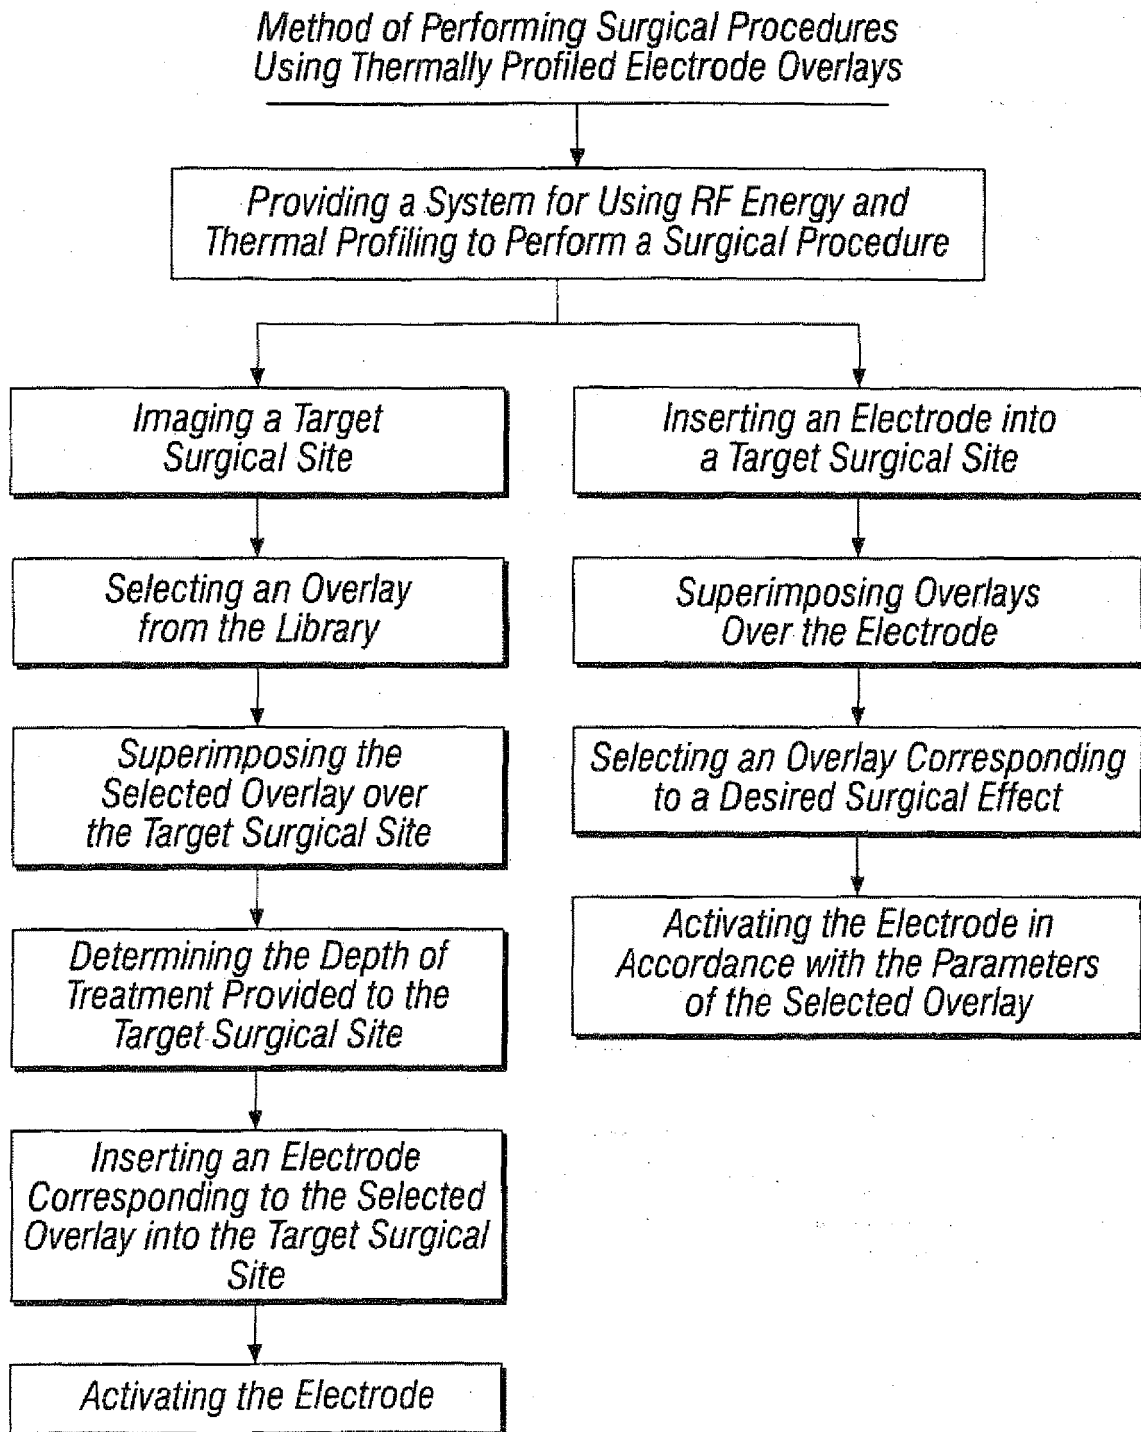 Method of Performing Surgical Procedures
Using Thermally Profiled Electrode Overlays
Providing a System for Using RF Energy and
Thermal Profiling to Perform a Surgical Procedure
Imaging a Target
Surgical Site
Selecting an Overlay
from the Library
Superimposing the
Selected Overlay over
the Target Surgical Site
Determining the Depth of
Treatment Provided to the
Target Surgical Site
Inserting an Electrode
Corresponding to the Selected
Overlay into the Target Surgical
Site
Activating the Electrode
Inserting an Electrode into
a Target Surgical Site
Superimposing Overlays
Over the Electrode
Selecting an Overlay Corresponding
to a Desired Surgical Effect
Activating the Electrode in
Accordance with the Parameters
of the Selected Overlay